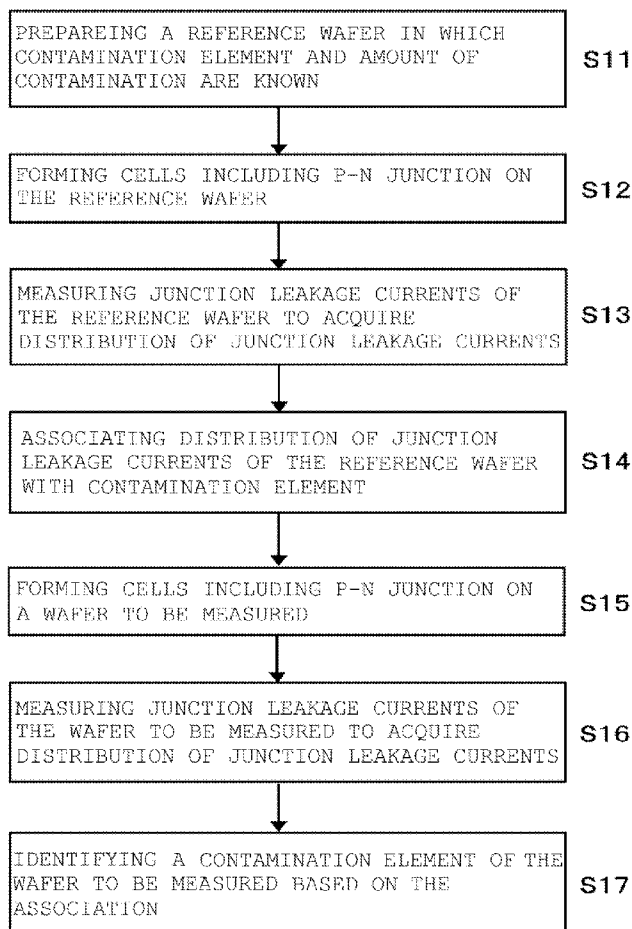 PREPAREING A REFERENCE WAFER IN WHICH
CONTAMINATION ELEMENT AND AMOUNT OF
CONTAMINATION ARE KNOWN
S11
FORMING CELLS INCLUDING P-N JUNCTION ON
THE REFERENCE WAFER
S12
MEASURING JUNCTION LEAKAGE CURRENTS OF
THE REFERENCE WAFER TO ACQUIRE
DISTRIBUTION OF JUNCTION LEAKAGE CURRENTS
S13
ASSOCIATING DISTRIBUTION OF JUNCTION
LEAKAGE CURRENTS OF THE REFERENCE WAFER
WITH CONTAMINATION ELEMENT
S14
FORMING CELLS INCLUDING P-N JUNCTION ON
A WAFER TO BE MEASURED
S15
MEASURING JUNCTION LEAKAGE CURRENTS OF
THE WAFER TO BE MEASURED TO ACQUIRE
DISTRIBUTION OF JUNCTION LEAKAGE CURRENTS
S16
IDENTIFYING A CONTAMINATION ELEMENT OF THE
WAFER TO BE MEASURED BASED ON THE
ASSOCIATION
S17